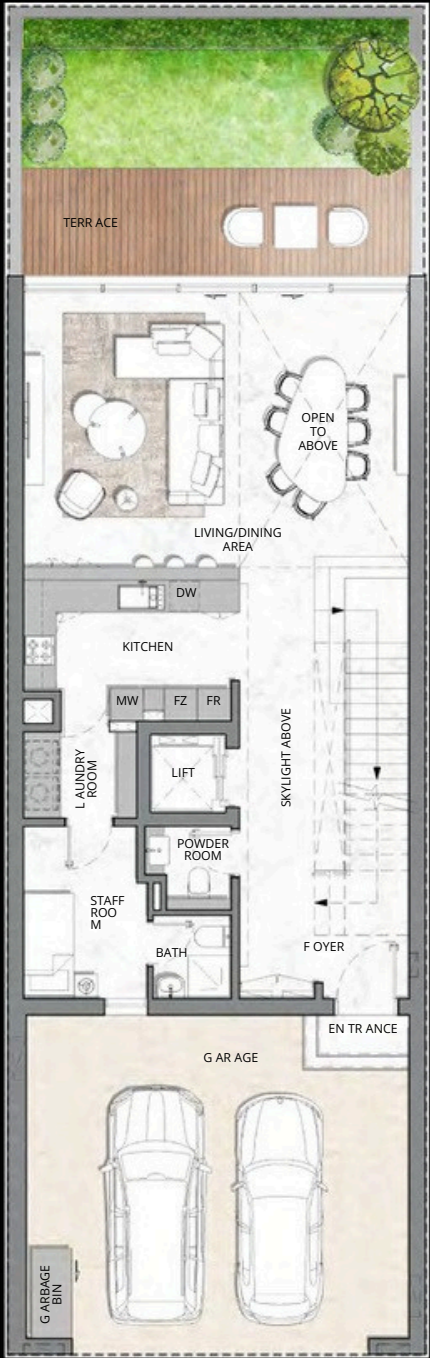 TERR ACE
OPEN
TO
ABOVE
LIVING/DINING
AREA
DW
KITCHEN
MW
FZ
FR
L AUNDRY
ROOM
LIFT
SKYLIGHT ABOVE
POWDER
ROOM
STAFF
ROO
M
BATH
F OYER
EN TR ANCE
G AR AGE
G ARBAGE
BIN